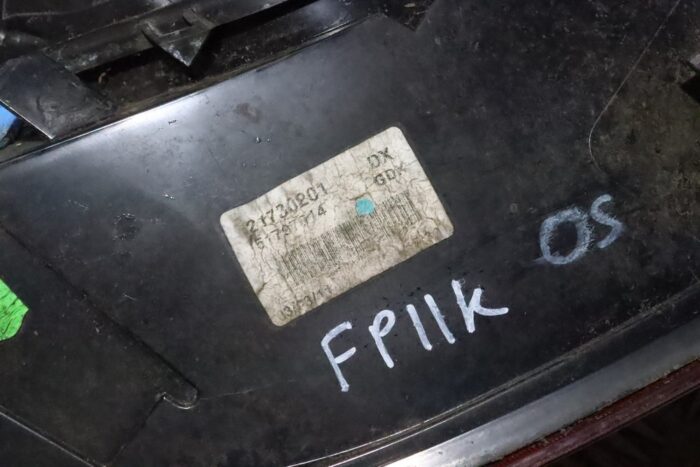 21730201
DX
GDX
OS
FP11K